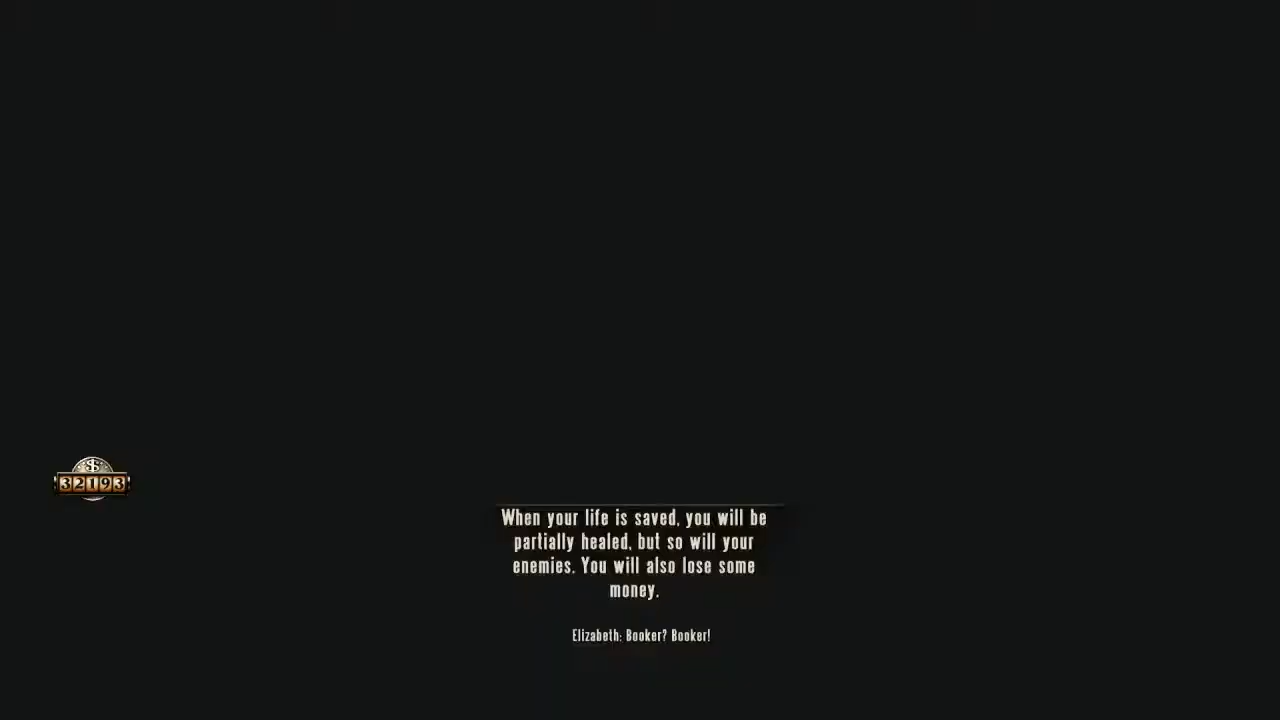 $
32193
When your life is saved, you will be
partially healed, but so will your
enemies. You will also lose some
money.
Elizabeth: Booker? Booker!